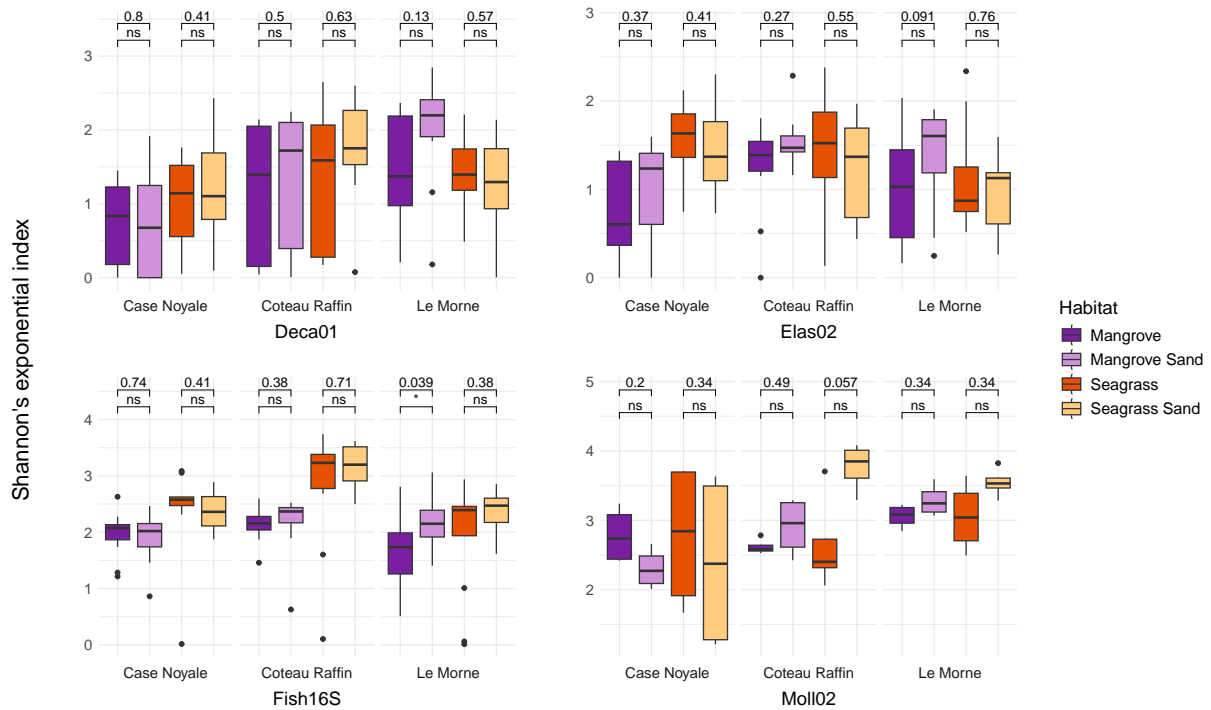 Shannon's exponential index
0.8 0.41 0.5 0.63 0.13 0.57
ns ns ns ns ns ns
3
2
1
0
Case Noyale Coteau Raffin Le Morne
Deca01
3
0.37 0.41 0.27 0.55 0.091 0.76
ns ns ns ns ns ns
2
1
0
Case Noyale Coteau Raffin Le Morne
Elas02
0.74 0.41 0.38 0.71 0.039 0.38
ns ns ns ns * ns
4
3
2
1
0
Case Noyale Coteau Raffin Le Morne
Fish16S
5
0.2 0.34 0.49 0.057 0.34 0.34
ns ns ns ns ns ns
4
3
2
Case Noyale Coteau Raffin Le Morne
Moll02
Habitat
Mangrove
Mangrove Sand
Seagrass
Seagrass Sand